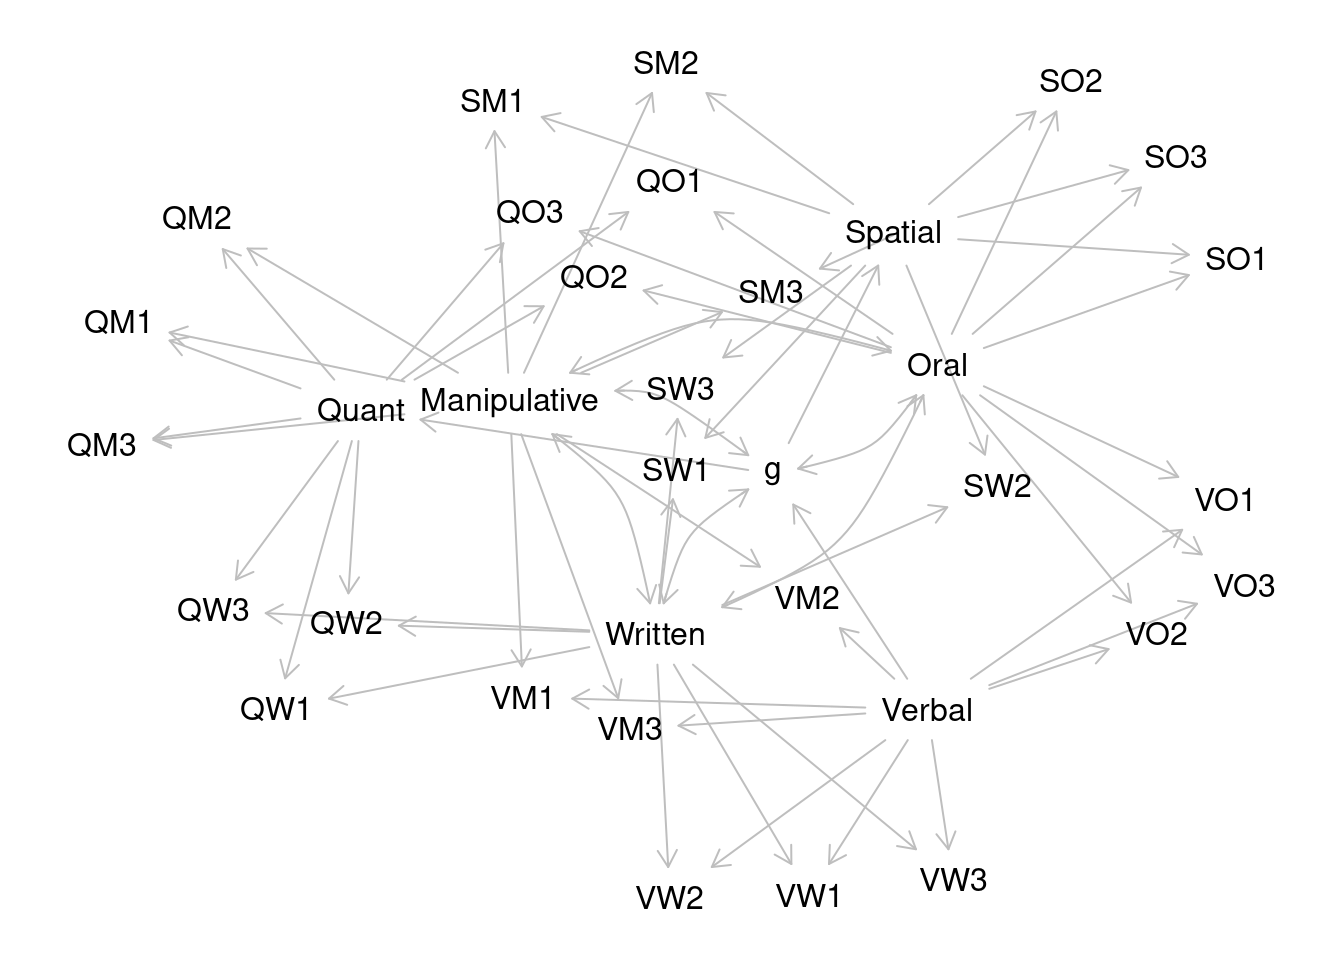 SM2
SO2
SM1
SO3
QO1
QO3
QM2
Spatial
SO1
QO2
SM3
QM1
Oral
SW3
Manipulative
Quant
QM3
SW1
g
SW2
VO1
VO3
VM2
QW3
QW2
Written
VO2
VM1
QW1
Verbal
VM3
VW3
VW1
VW2